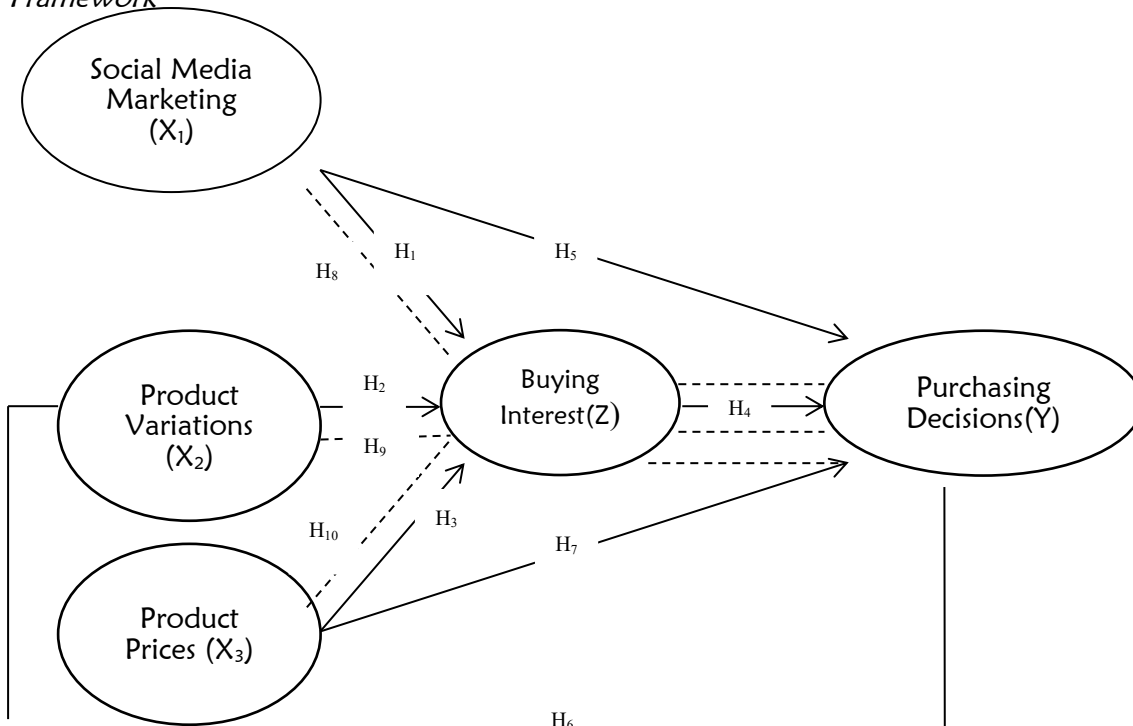 Framework
Social Media
Marketing
(X₁)
H₁
H₅
H₈
Product
Variations
(X₂)
H₂
H₉
Buying
Interest(Z)
H₄
Purchasing
Decisions(Y)
H₃
H₁₀
H₇
Product
Prices (X₃)
H₆